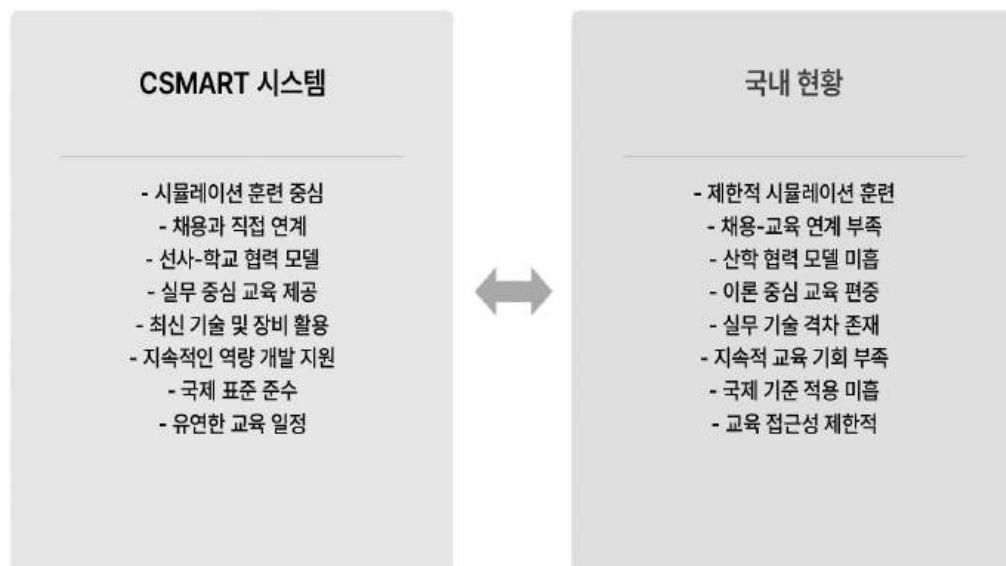 CSMART 시스템
- 시뮬레이션 훈련 중심
- 채용과 직접 연계
- 선사-학교 협력 모델
- 실무 중심 교육 제공
- 최신 기술 및 장비 활용
- 지속적인 역량 개발 지원
- 국제 표준 준수
- 유연한 교육 일정
국내 현황
- 제한적 시뮬레이션 훈련
- 채용-교육 연계 부족
- 산학 협력 모델 미흡
- 이론 중심 교육 편중
- 실무 기술 격차 존재
- 지속적 교육 기회 부족
- 국제 기준 적용 미흡
- 교육 접근성 제한적